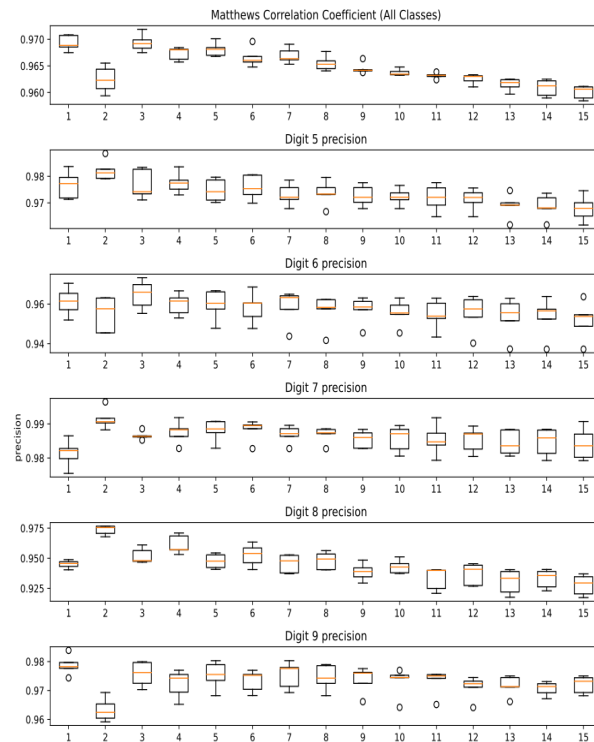 Matthews Correlation Coefficient (All Classes)
0.970
0.965
0.960
1 2 3 4 5 6 7 8 9 10 11 12 13 14 15
Digit 5 precision
0.98
0.97
1 2 3 4 5 6 7 8 9 10 11 12 13 14 15
Digit 6 precision
0.96
0.94
1 2 3 4 5 6 7 8 9 10 11 12 13 14 15
Digit 7 precision
precision
0.99
0.98
1 2 3 4 5 6 7 8 9 10 11 12 13 14 15
Digit 8 precision
0.975
0.950
0.925
1 2 3 4 5 6 7 8 9 10 11 12 13 14 15
Digit 9 precision
0.98
0.97
0.96
1 2 3 4 5 6 7 8 9 10 11 12 13 14 15